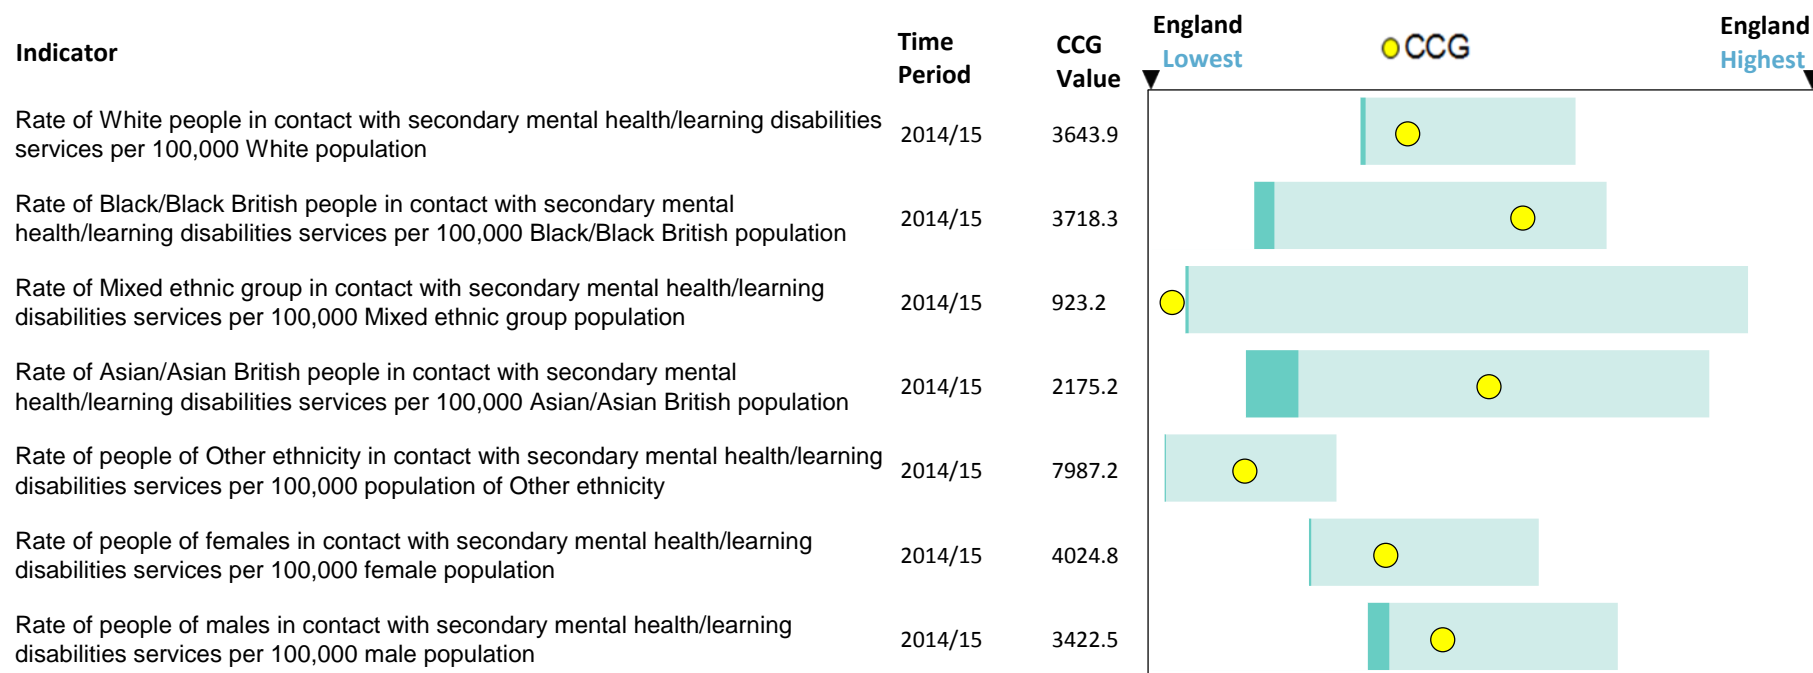 Indicator
Time
Period
CCG
Value
England
Lowest
CCG
England
Highest
Rate of White people in contact with secondary mental health/learning disabilities
services per 100,000 White population
2014/15
3643.9
Rate of Black/Black British people in contact with secondary mental
health/learning disabilities services per 100,000 Black/Black British population
2014/15
3718.3
Rate of Mixed ethnic group in contact with secondary mental health/learning
disabilities services per 100,000 Mixed ethnic group population
2014/15
923.2
Rate of Asian/Asian British people in contact with secondary mental
health/learning disabilities services per 100,000 Asian/Asian British population
2014/15
2175.2
Rate of people of Other ethnicity in contact with secondary mental health/learning
disabilities services per 100,000 population of Other ethnicity
2014/15
7987.2
Rate of people of females in contact with secondary mental health/learning
disabilities services per 100,000 female population
2014/15
4024.8
Rate of people of males in contact with secondary mental health/learning
disabilities services per 100,000 male population
2014/15
3422.5